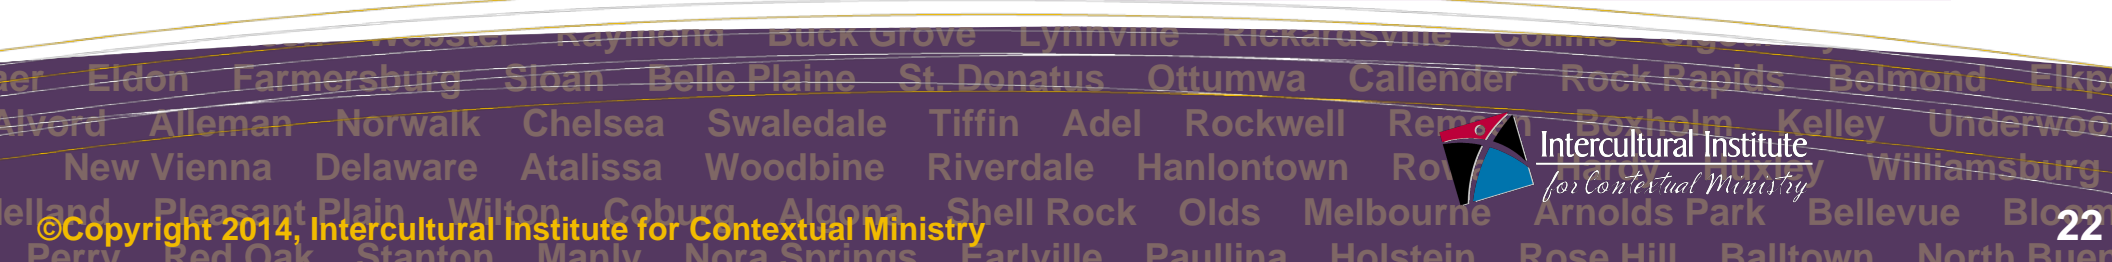 Webster Raymond Buck Grove Lynnville Rickardsville Collins
Eldon Farmersburg Sloan Belle Plaine St. Donatus Ottumwa Callender Rock Rapids Belmond
Alleman Norwalk Chelsea Swaledale Tiffin Adel Rockwell Boxholm Kelley
Intercultural Institute
New Vienna Delaware Atalissa Woodbine Riverdale Hanlontown Williamsburg
for Contextual Ministry
Pleasant Plain Wilton Coburg Algona Shell Rock Olds Melbourne Arnolds Park Bellevue
©Copyright 2014, Intercultural Institute for Contextual Ministry
22
Perry Red Oak Stanton Manly Nora Springs Earlville Paullina Holstein Rose Hill Balltown North